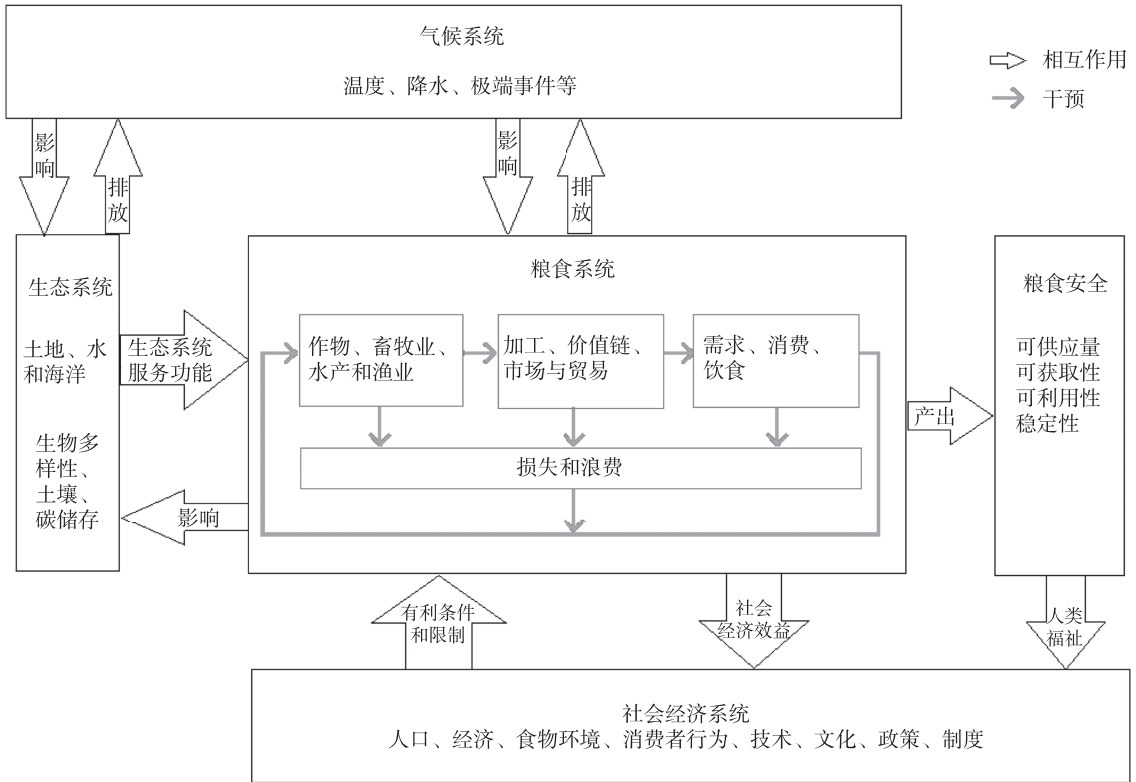 气候系统
温度、降水、极端事件等
相互作用
干预
影响
排放
影响
排放
生态系统
土地、水
和海洋
生物多
样性、
土壤、
碳储存
生态系统
服务功能
影响
粮食系统
作物、畜牧业、
水产和渔业
加工、价值链、
市场与贸易
需求、消费、
饮食
损失和浪费
产出
粮食安全
可供应量
可获取性
可利用性
稳定性
有利条件
和限制
社会
经济效益
人类
福祉
社会经济系统
人口、经济、食物环境、消费者行为、技术、文化、政策、制度